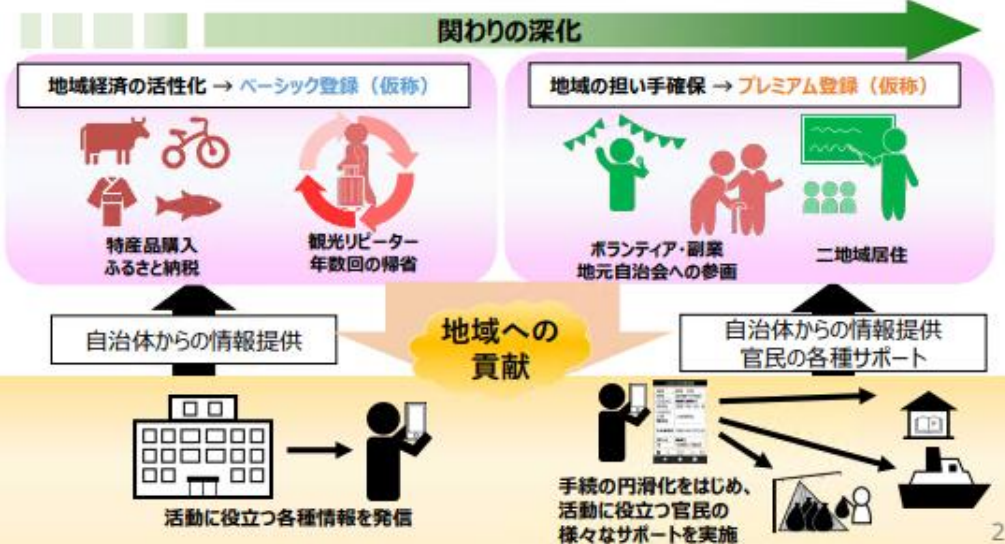 関わりの深化
地域経済の活性化 → ベーシック登録（仮称）
特産品購入
ふるさと納税
観光リピーター
年数回の帰省
地域の担い手確保 → プレミアム登録（仮称）
ボランティア・副業
地元自治会への参画
二地域居住
自治体からの情報提供
地域への
貢献
自治体からの情報提供
官民の各種サポート
活動に役立つ各種情報を発信
手続の円滑化をはじめ、
活動に役立つ官民の
様々なサポートを実施
2